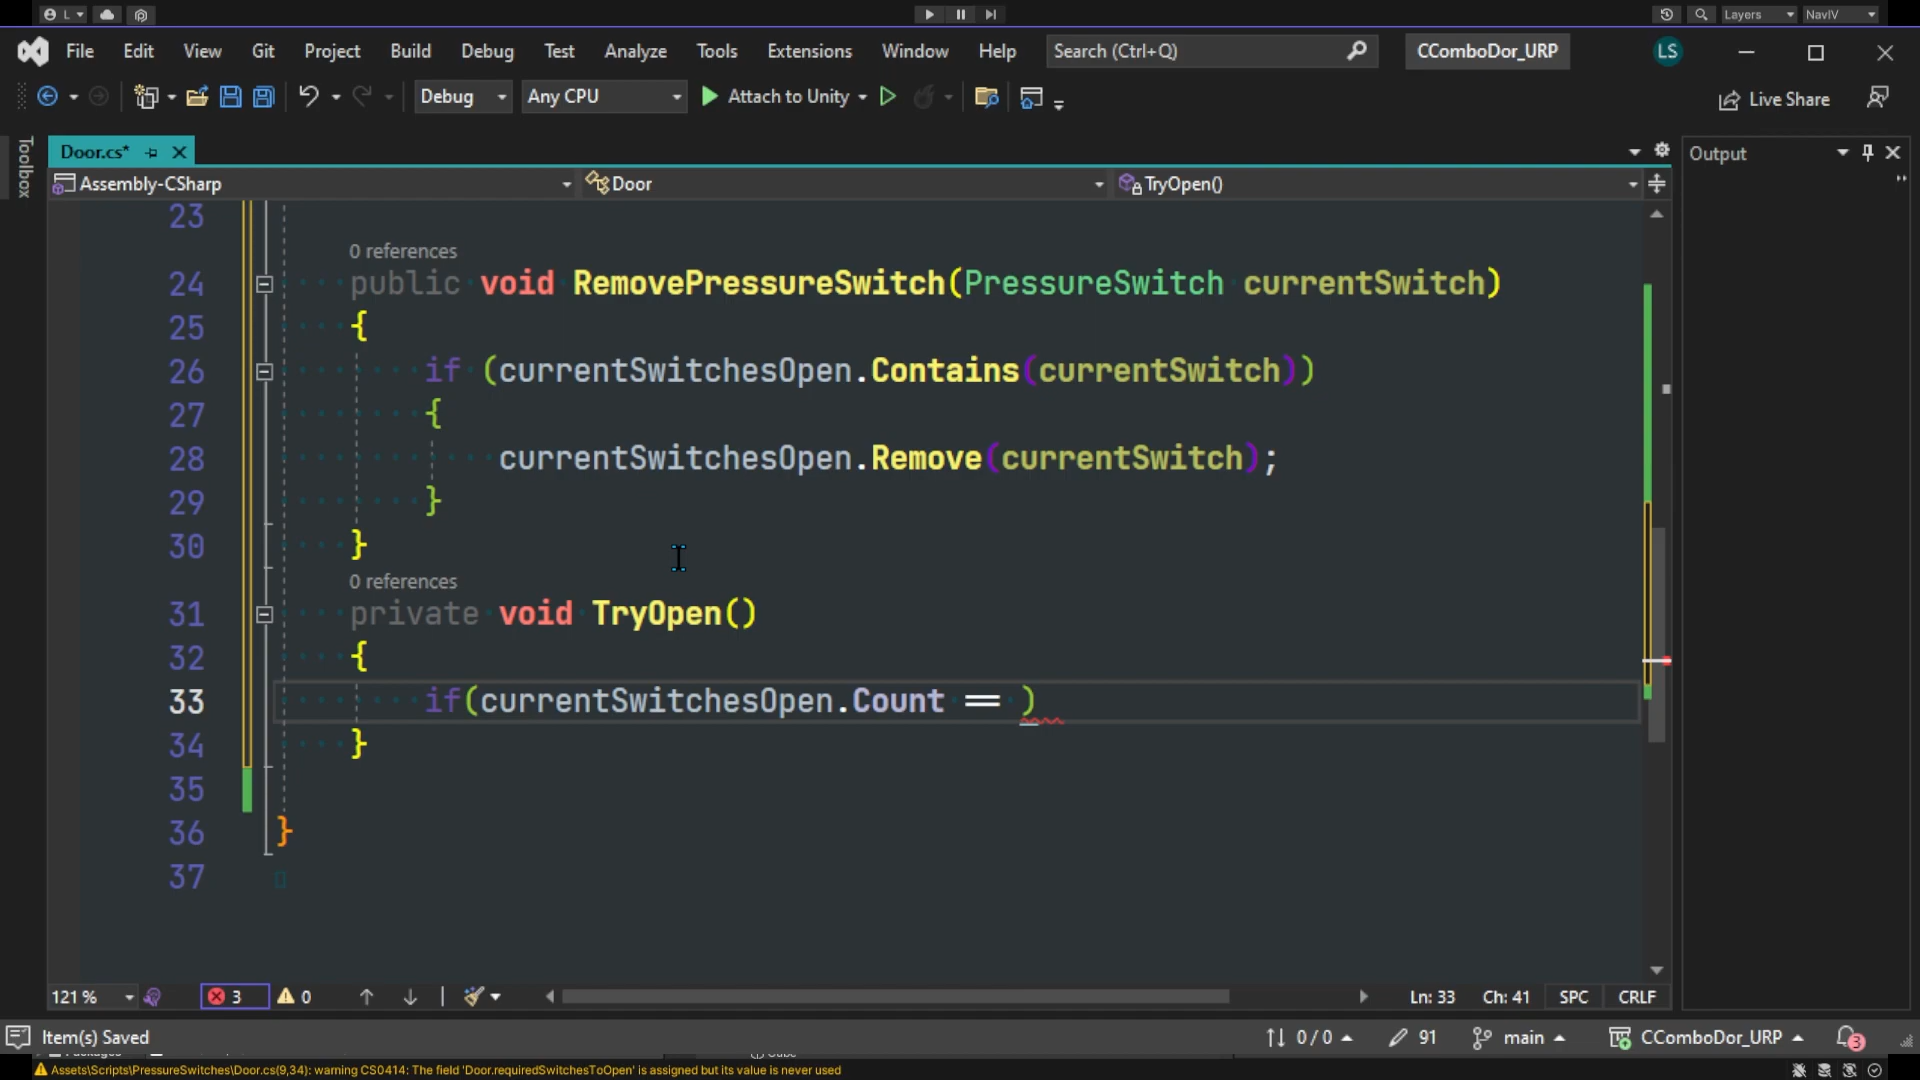 L
Layers
NavIV
File Edit View Git Project Build Debug Test Analyze Tools Extensions Window Help Search (Ctrl+Q) CComboDor_URP LS
Debug Any CPU Attach to Unity Live Share
Toolbox
Door.cs*
Output
Assembly-CSharp Door TryOpen()
23
0 references
24 public void RemovePressureSwitch(PressureSwitch currentSwitch)
25 {
26 if (currentSwitchesOpen.Contains(currentSwitch))
27 {
28 currentSwitchesOpen.Remove(currentSwitch);
29 }
30 }
0 references
31 private void TryOpen()
32 {
33 if(currentSwitchesOpen.Count == )
34 }
35
36 }
37
121 % 3 0 Ln: 33 Ch: 41 SPC CRLF
Item(s) Saved 0 / 0 91 main CComboDor_URP 3
Assets\Scripts\PressureSwitches\Door.cs(9,34): warning CS0414: The field 'Door.requiredSwitchesToOpen' is assigned but its value is never used